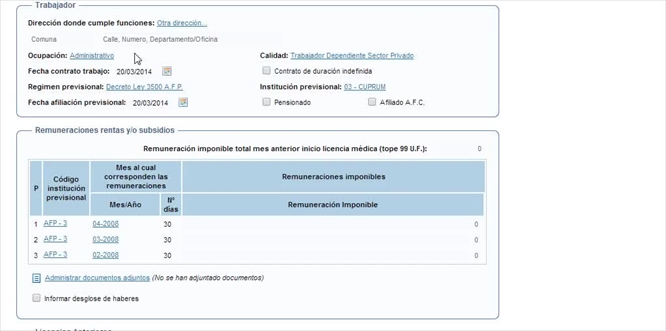 Trabajador
Dirección donde cumple funciones: Otra dirección...
Comuna Calle, Numero, Departamento/Oficina
Ocupación: Administrativo Calidad: Trabajador Dependiente Sector Privado
Fecha contrato trabajo: 20/03/2014 Contrato de duración indefinida
Regimen previsional: Decreto Ley 3500 A.F.P. Institución previsional: 03 - CUPRUM
Fecha afiliación previsional: 20/03/2014 Pensionado Afiliado A.F.C.
Remuneraciones rentas y/o subsidios
Remuneración imponible total mes anterior inicio licencia médica (tope 99 U.F.): 0
P Código institución previsional Mes al cual corresponden las remuneraciones Remuneraciones imponibles
Mes/Año Nº días Remuneración Imponible
1 AFP - 3 04-2008 30 0
2 AFP - 3 03-2008 30 0
3 AFP - 3 02-2008 30 0
Administrar documentos adjuntos (No se han adjuntado documentos)
Informar desglose de haberes